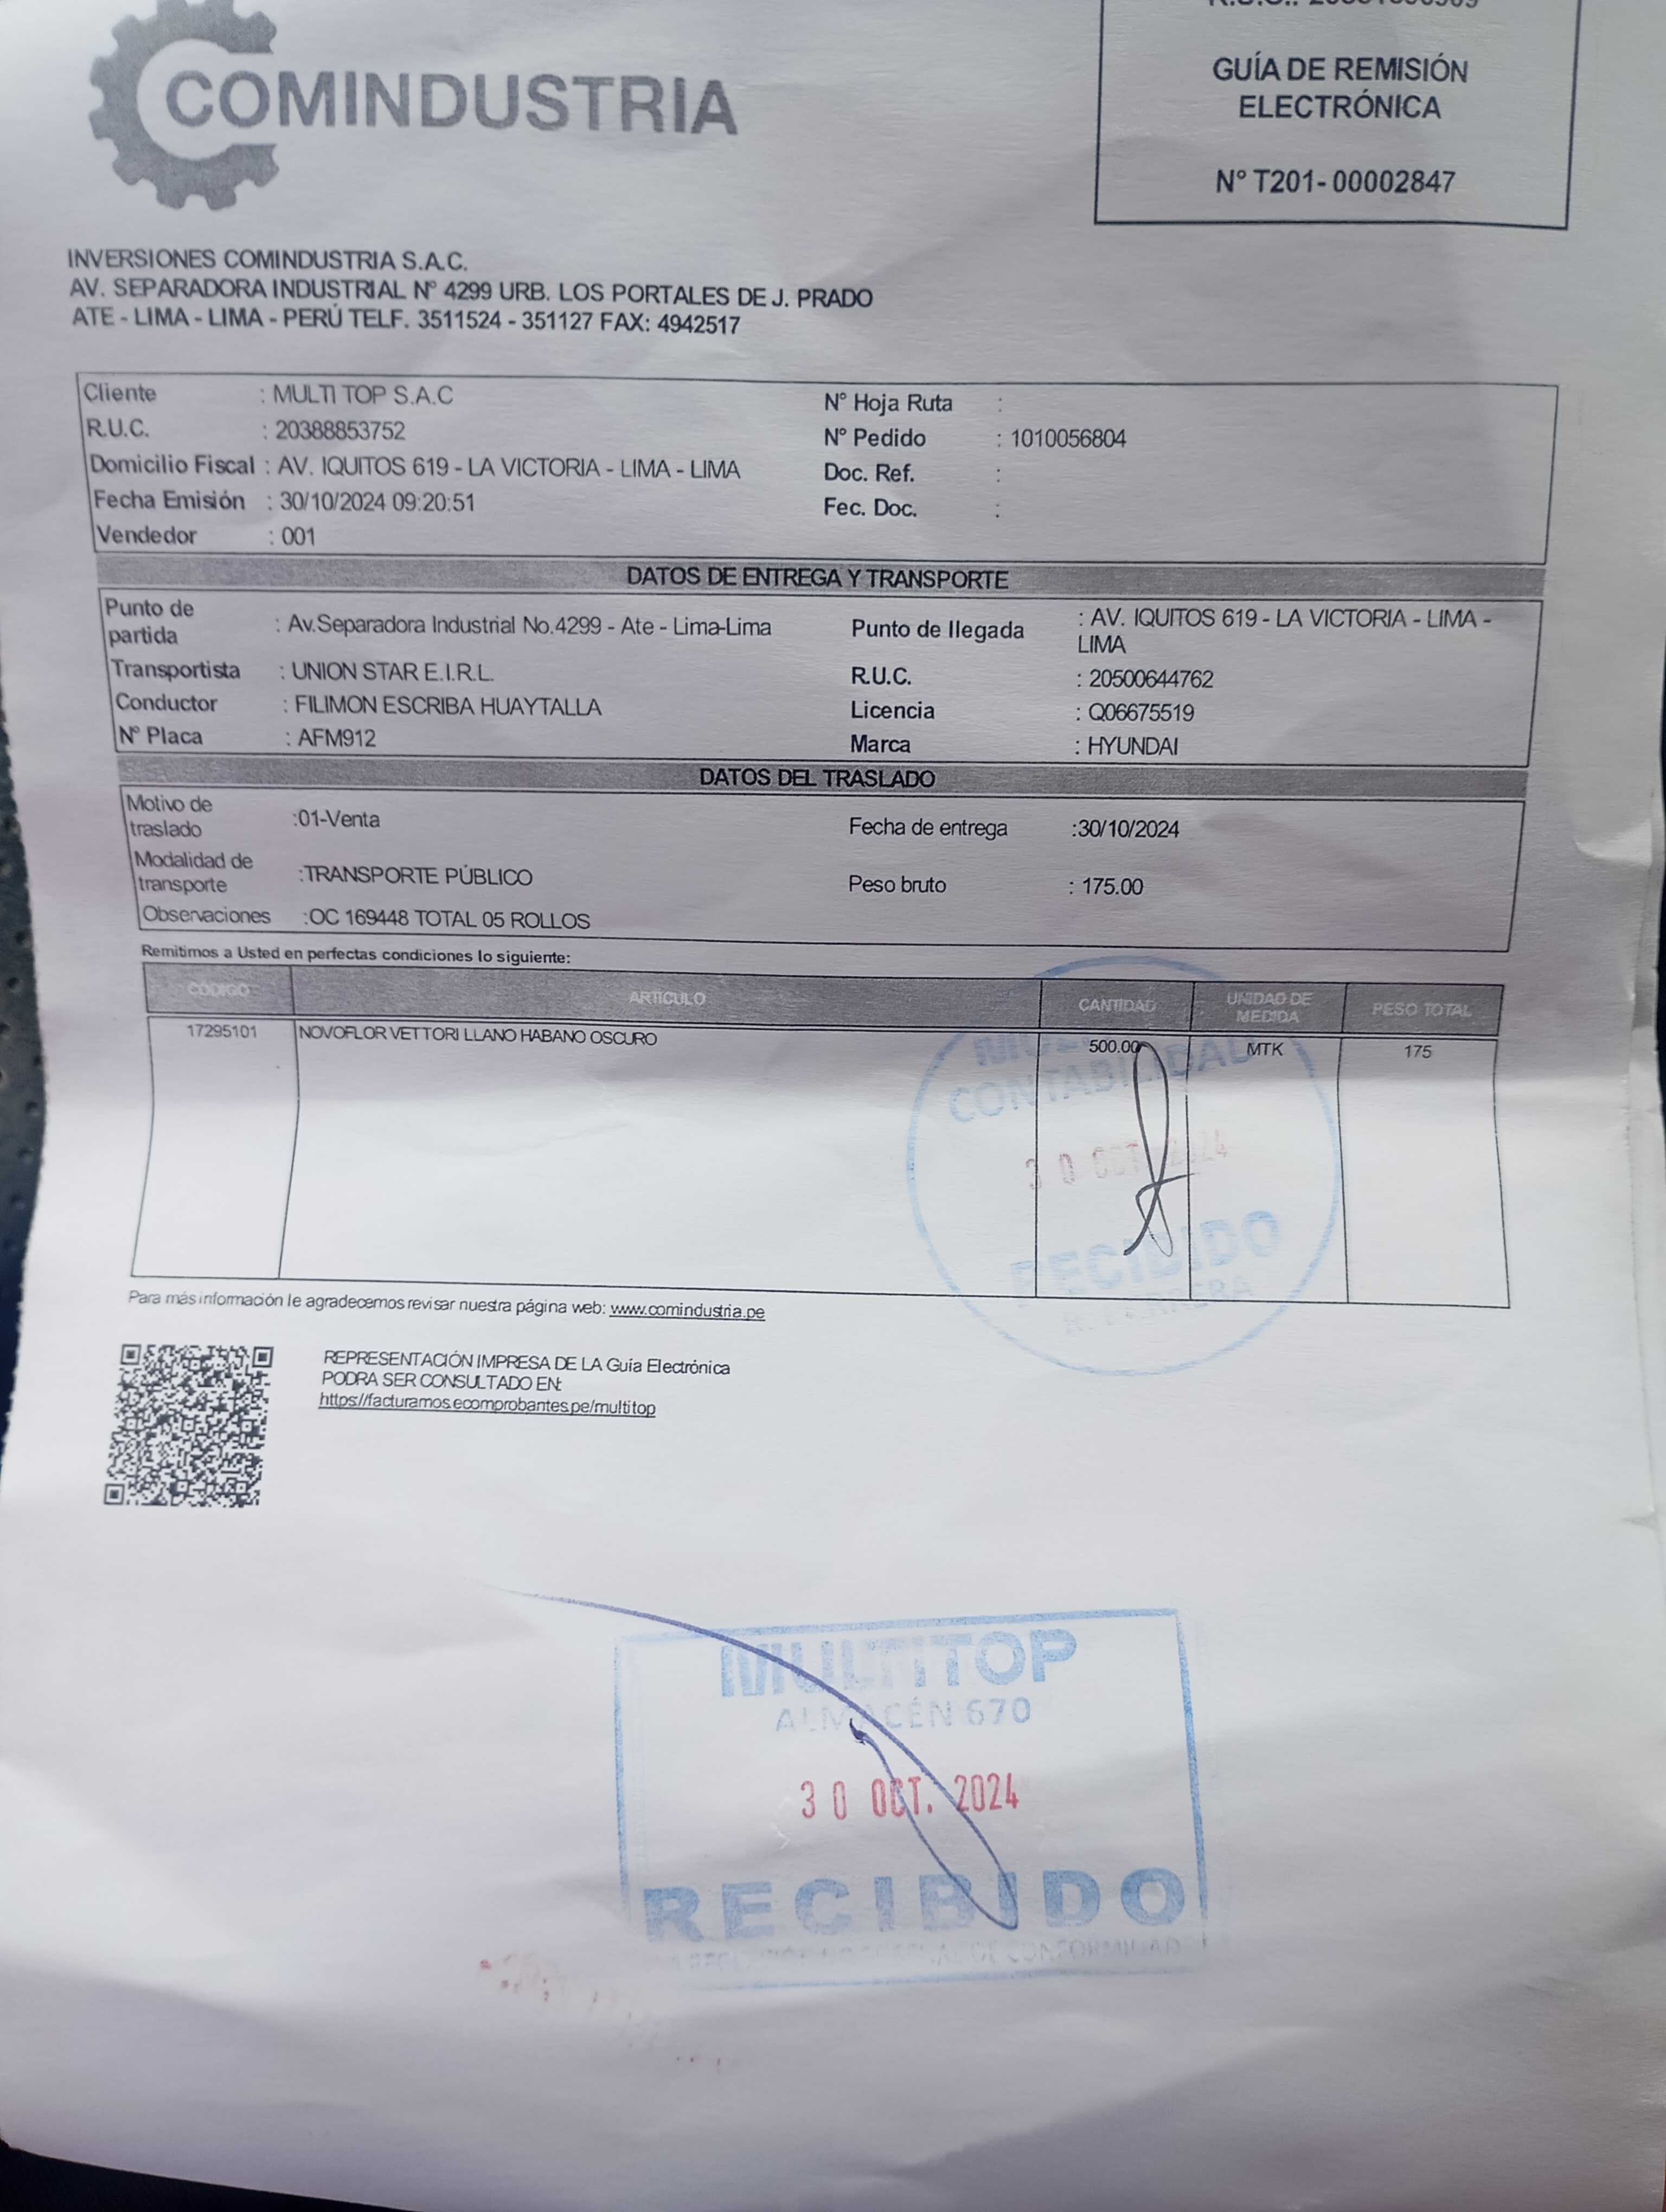 GUÍA DE REMISIÓN
ELECTRÓNICA
N° T201-00002847
COMINDUSTRIA
INVERSIONES COMINDUSTRIA S.A.C.
AV. SEPARADORA INDUSTRIAL N° 4299 URB. LOS PORTALES DE J. PRADO
ATE - LIMA - LIMA - PERÚ TELF. 3511524 - 351127 FAX: 4942517
Cliente : MULTI TOP S.A.C
R.U.C. : 20388853752
Domicilio Fiscal : AV. IQUITOS 619 - LA VICTORIA - LIMA - LIMA
Fecha Emisión : 30/10/2024 09:20:51
Vendedor : 001
N° Hoja Ruta :
N° Pedido : 1010056804
Doc. Ref. :
Fec. Doc. :
DATOS DE ENTREGA Y TRANSPORTE
Punto de
partida : Av.Separadora Industrial No.4299 - Ate - Lima-Lima
Transportista : UNION STAR E.I.R.L.
Conductor : FILIMON ESCRIBA HUAYTALLA
N° Placa : AFM912
Punto de llegada : AV. IQUITOS 619 - LA VICTORIA - LIMA -
LIMA
R.U.C. : 20500644762
Licencia : Q06675519
Marca : HYUNDAI
DATOS DEL TRASLADO
Motivo de
traslado :01-Venta
Modalidad de
transporte :TRANSPORTE PÚBLICO
Observaciones :OC 169448 TOTAL 05 ROLLOS
Fecha de entrega :30/10/2024
Peso bruto : 175.00
Remitimos a Usted en perfectas condiciones lo siguiente:
CODIGO ARTICULO CANTIDAD UNIDAD DE MEDIDA PESO TOTAL
17295101 NOVOFLOR VETTORI LLANO HABANO OSCURO 500.00 MTK 175
CONTABILIDAD
30 OCT 2024
RECIBIDO
Para más información le agradecemos revisar nuestra página web: www.comindustria.pe
REPRESENTACIÓN IMPRESA DE LA Guía Electrónica
PODRA SER CONSULTADO EN:
https://facturamos.ecomprobantes.pe/multitop
MULTITOP
ALMACÉN 670
30 OCT. 2024
RECIBIDO